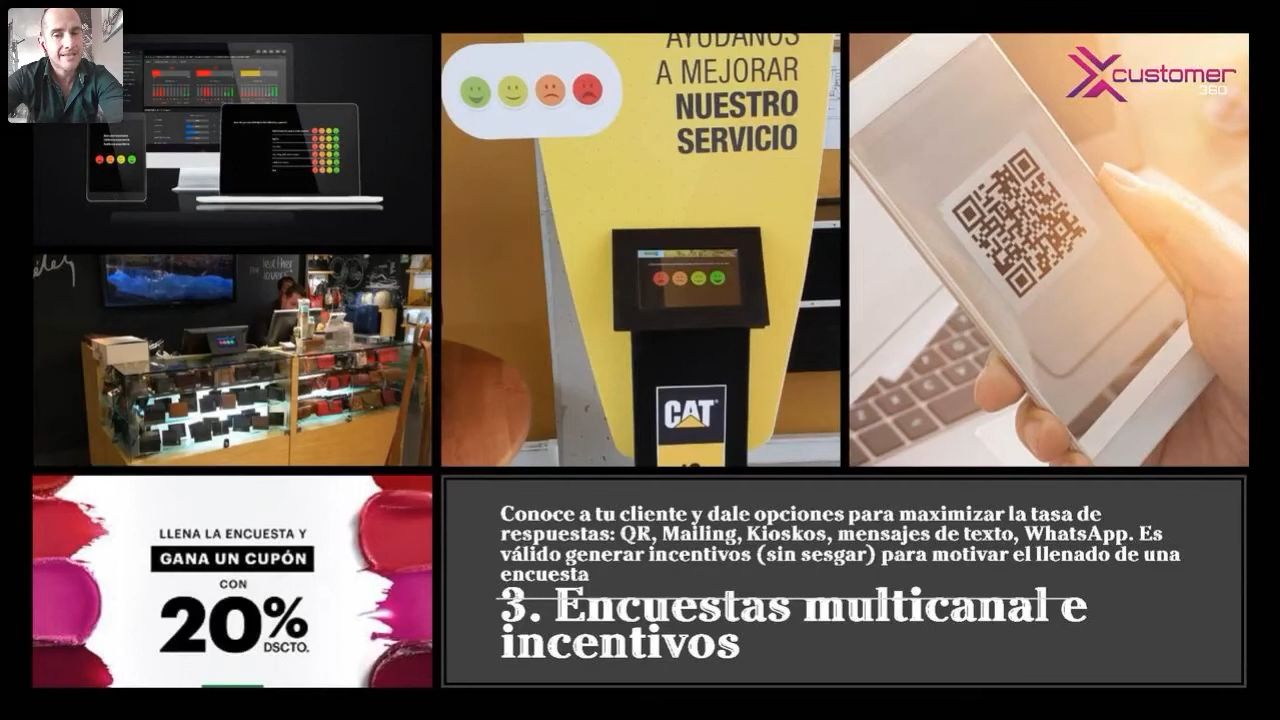 AYÚDANOS
A MEJORAR
NUESTRO
SERVICIO
customer
360
CAT
LLENA LA ENCUESTA Y
GANA UN CUPÓN
CON
20%
DSCTO.
Conoce a tu cliente y dale opciones para maximizar la tasa de
respuestas: QR, Mailing, Kioskos, mensajes de texto, WhatsApp. Es
válido generar incentivos (sin sesgar) para motivar el llenado de una
encuesta
3. Encuestas multicanal e
incentivos